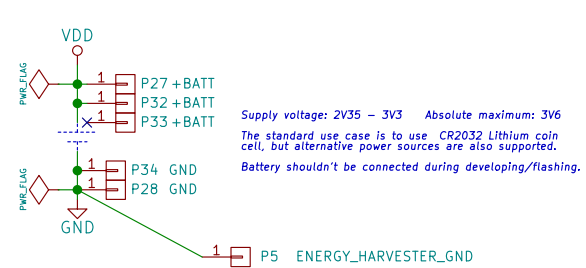 VDD
PWR_FLAG
1 P27 +BATT
1 P32 +BATT
1 P33 +BATT
Supply voltage: 2V35 - 3V3 Absolute maximum: 3V6
The standard use case is to use CR2032 Lithium coin
cell, but alternative power sources are also supported.
Battery shouldn't be connected during developing/flashing.
1 P34 GND
PWR_FLAG
1 P28 GND
GND
1 P5 ENERGY_HARVESTER_GND